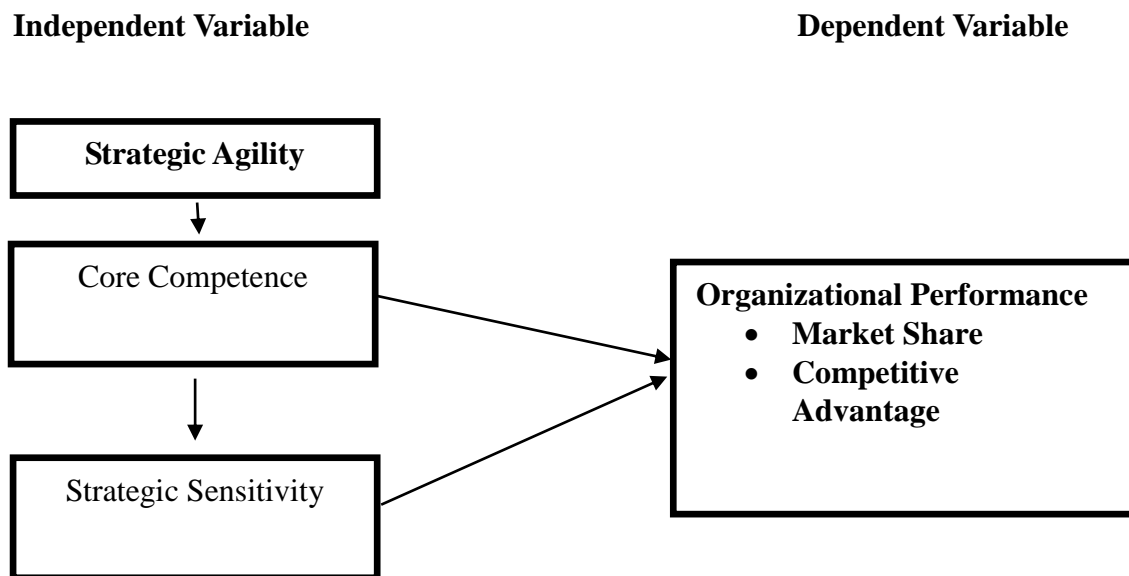 Independent Variable
Dependent Variable
Strategic Agility
Core Competence
Strategic Sensitivity
Organizational Performance
• Market Share
• Competitive
Advantage